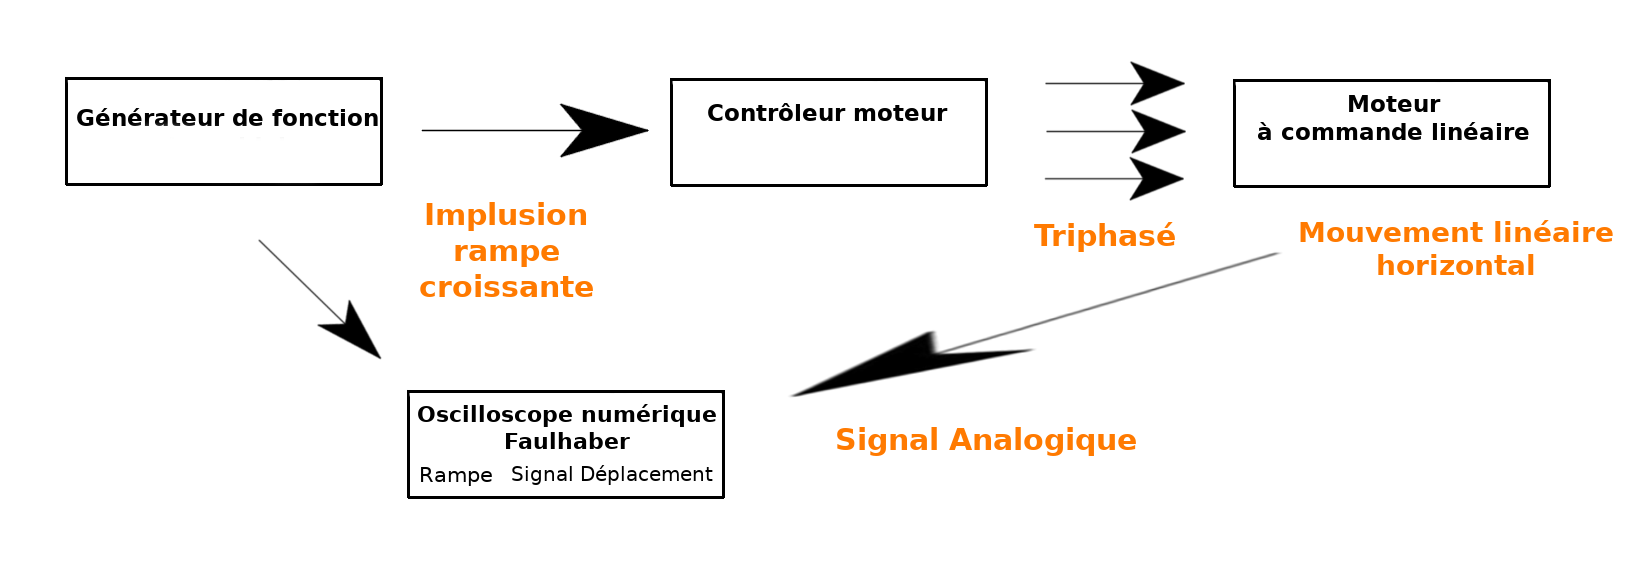 Générateur de fonction
Contrôleur moteur
Moteur
à commande linéaire
Implusion
rampe
croissante
Triphasé
Mouvement linéaire
horizontal
Oscilloscope numérique
Faulhaber
Rampe Signal Déplacement
Signal Analogique